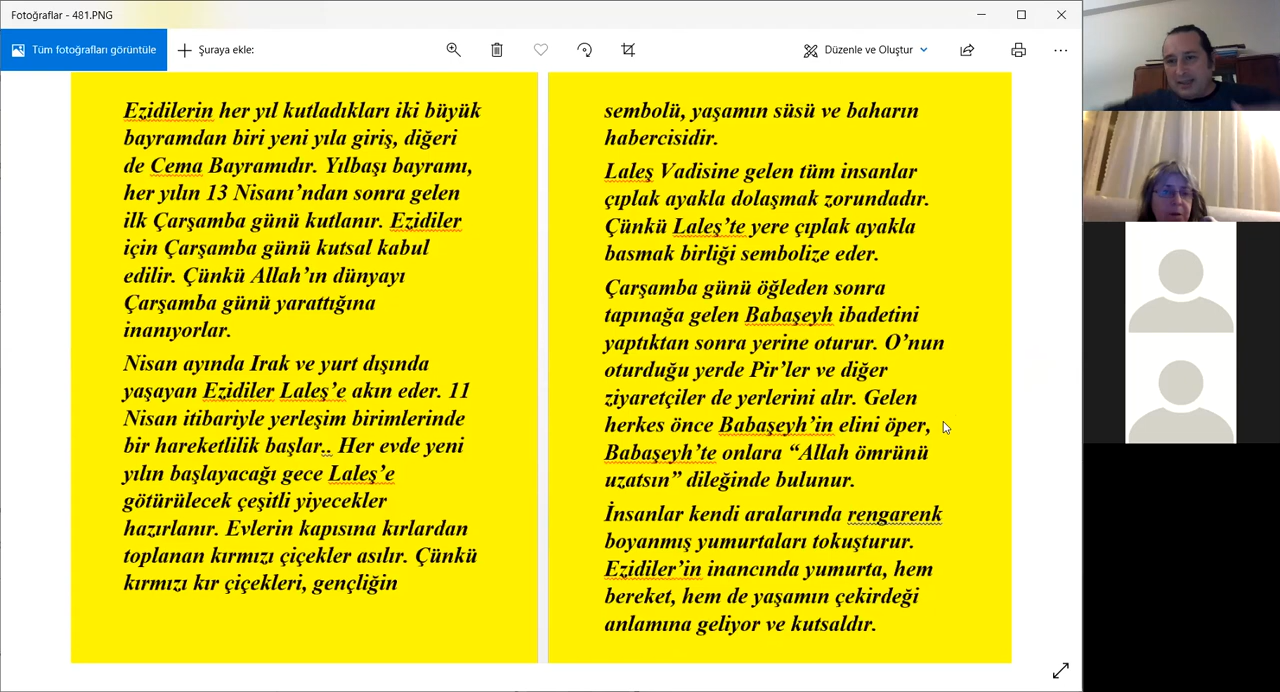 Fotoğraflar - 481.PNG
Tüm fotoğrafları görüntüle
Şuraya ekle:
Düzenle ve Oluştur
Ezidilerin her yıl kutladıkları iki büyük
bayramdan biri yeni yıla giriş, diğeri
de Cema Bayramıdır. Yılbaşı bayramı,
her yılın 13 Nisanı’ndan sonra gelen
ilk Çarşamba günü kutlanır. Ezidiler
için Çarşamba günü kutsal kabul
edilir. Çünkü Allah’ın dünyayı
Çarşamba günü yarattığına
inanıyorlar.
Nisan ayında Irak ve yurt dışında
yaşayan Ezidiler Laleş’e akın eder. 11
Nisan itibariyle yerleşim birimlerinde
bir hareketlilik başlar.. Her evde yeni
yılın başlayacağı gece Laleş’e
götürülecek çeşitli yiyecekler
hazırlanır. Evlerin kapısına kırlardan
toplanan kırmızı çiçekler asılır. Çünkü
kırmızı kır çiçekleri, gençliğin
sembolü, yaşamın süsü ve baharın
habercisidir.
Laleş Vadisine gelen tüm insanlar
çıplak ayakla dolaşmak zorundadır.
Çünkü Laleş’te yere çıplak ayakla
basmak birliği sembolize eder.
Çarşamba günü öğleden sonra
tapınağa gelen Babaşeyh ibadetini
yaptıktan sonra yerine oturur. O’nun
oturduğu yerde Pir’ler ve diğer
ziyaretçiler de yerlerini alır. Gelen
herkes önce Babaşeyh’in elini öper,
Babaşeyh’te onlara “Allah ömrünü
uzatsın” dileğinde bulunur.
İnsanlar kendi aralarında rengarenk
boyanmış yumurtaları tokuşturur.
Ezidiler’in inancında yumurta, hem
bereket, hem de yaşamın çekirdeği
anlamına geliyor ve kutsaldır.